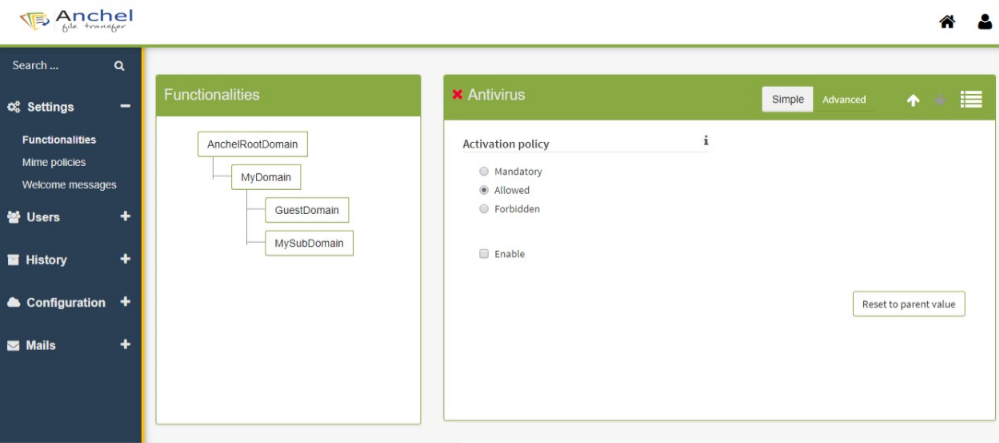 Anchel
file transfer
Search ...
Settings
Functionalities
Mime policies
Welcome messages
Users
History
Configuration
Mails
Functionalities
AnchelRootDomain
MyDomain
GuestDomain
MySubDomain
Antivirus
Simple Advanced
Activation policy
Mandatory
Allowed
Forbidden
Enable
Reset to parent value